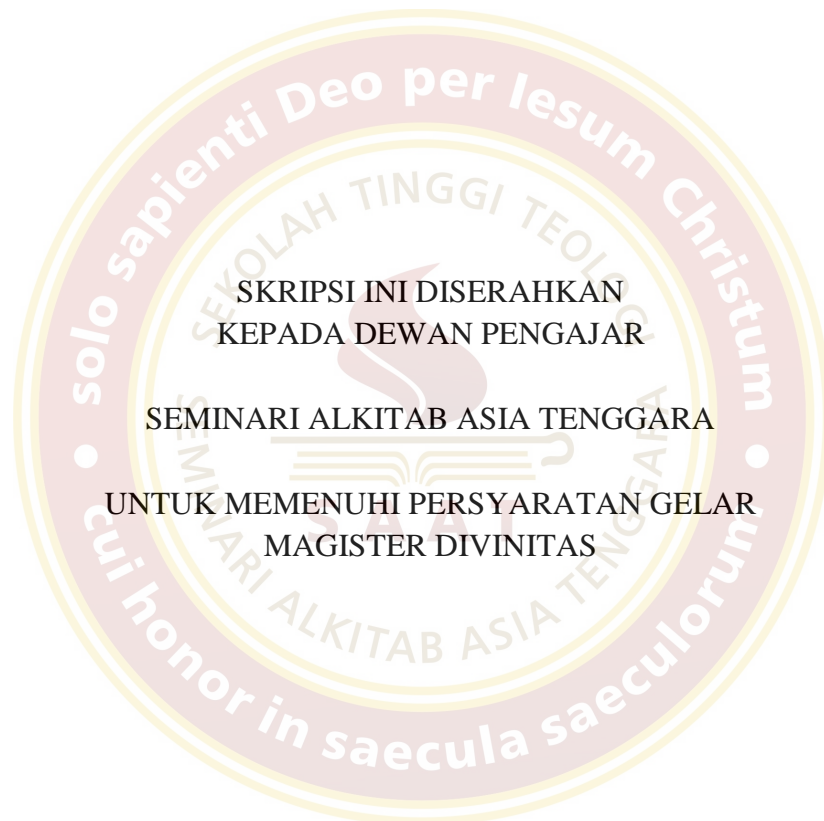 solo sapienti Deo per Iesum Christum
SEKOLAH TINGGI TEOLOGI
SKRIPSI INI DISERAHKAN
KEPADA DEWAN PENGAJAR
SEMINARI ALKITAB ASIA TENGGARA
UNTUK MEMENUHI PERSYARATAN GELAR
MAGISTER DIVINITAS
SAAT
SEMINARI ALKITAB ASIA TENGGARA
cui honor in saecula saeculorum